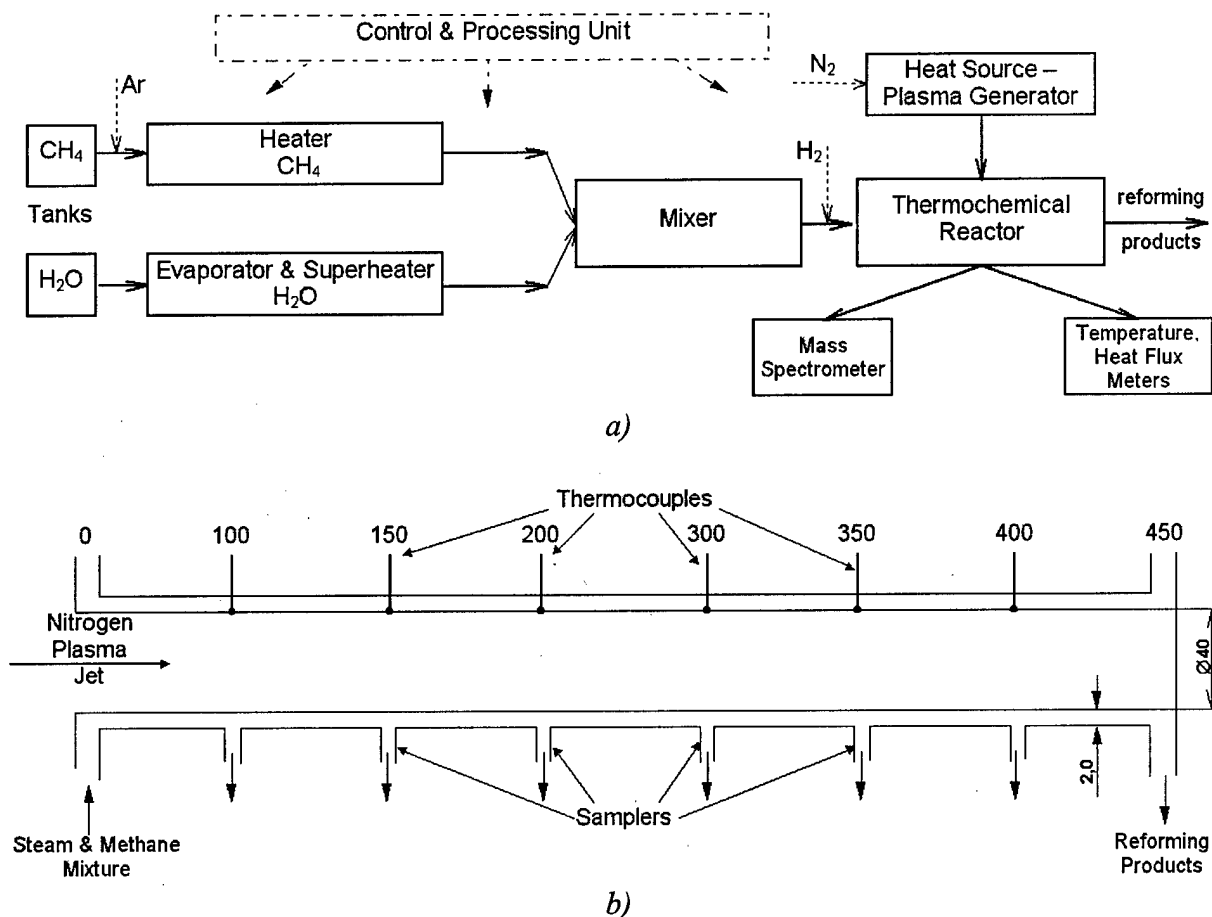 Control & Processing Unit
Ar
N₂
Heat Source –
Plasma Generator
CH₄
Heater
CH₄
H₂
Tanks
Mixer
Thermochemical
Reactor
reforming
products
H₂O
Evaporator & Superheater
H₂O
Mass
Spectrometer
Temperature,
Heat Flux
Meters
a)
Thermocouples
0 100 150 200 300 350 400 450
Nitrogen
Plasma
Jet
Ø40
2,0
Samplers
Steam & Methane
Mixture
Reforming
Products
b)